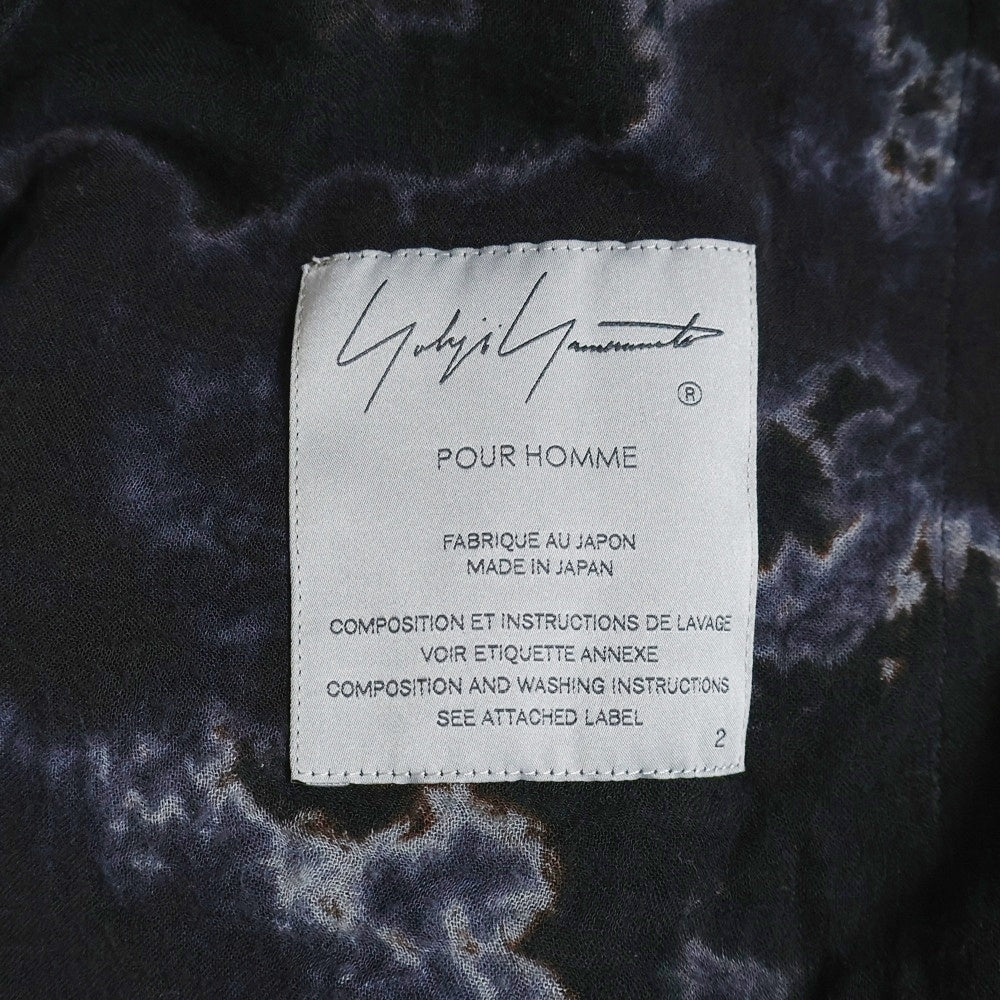 Yohji Yamamoto
®
POUR HOMME
FABRIQUE AU JAPON
MADE IN JAPAN
COMPOSITION ET INSTRUCTIONS DE LAVAGE
VOIR ETIQUETTE ANNEXE
COMPOSITION AND WASHING INSTRUCTIONS
SEE ATTACHED LABEL
2